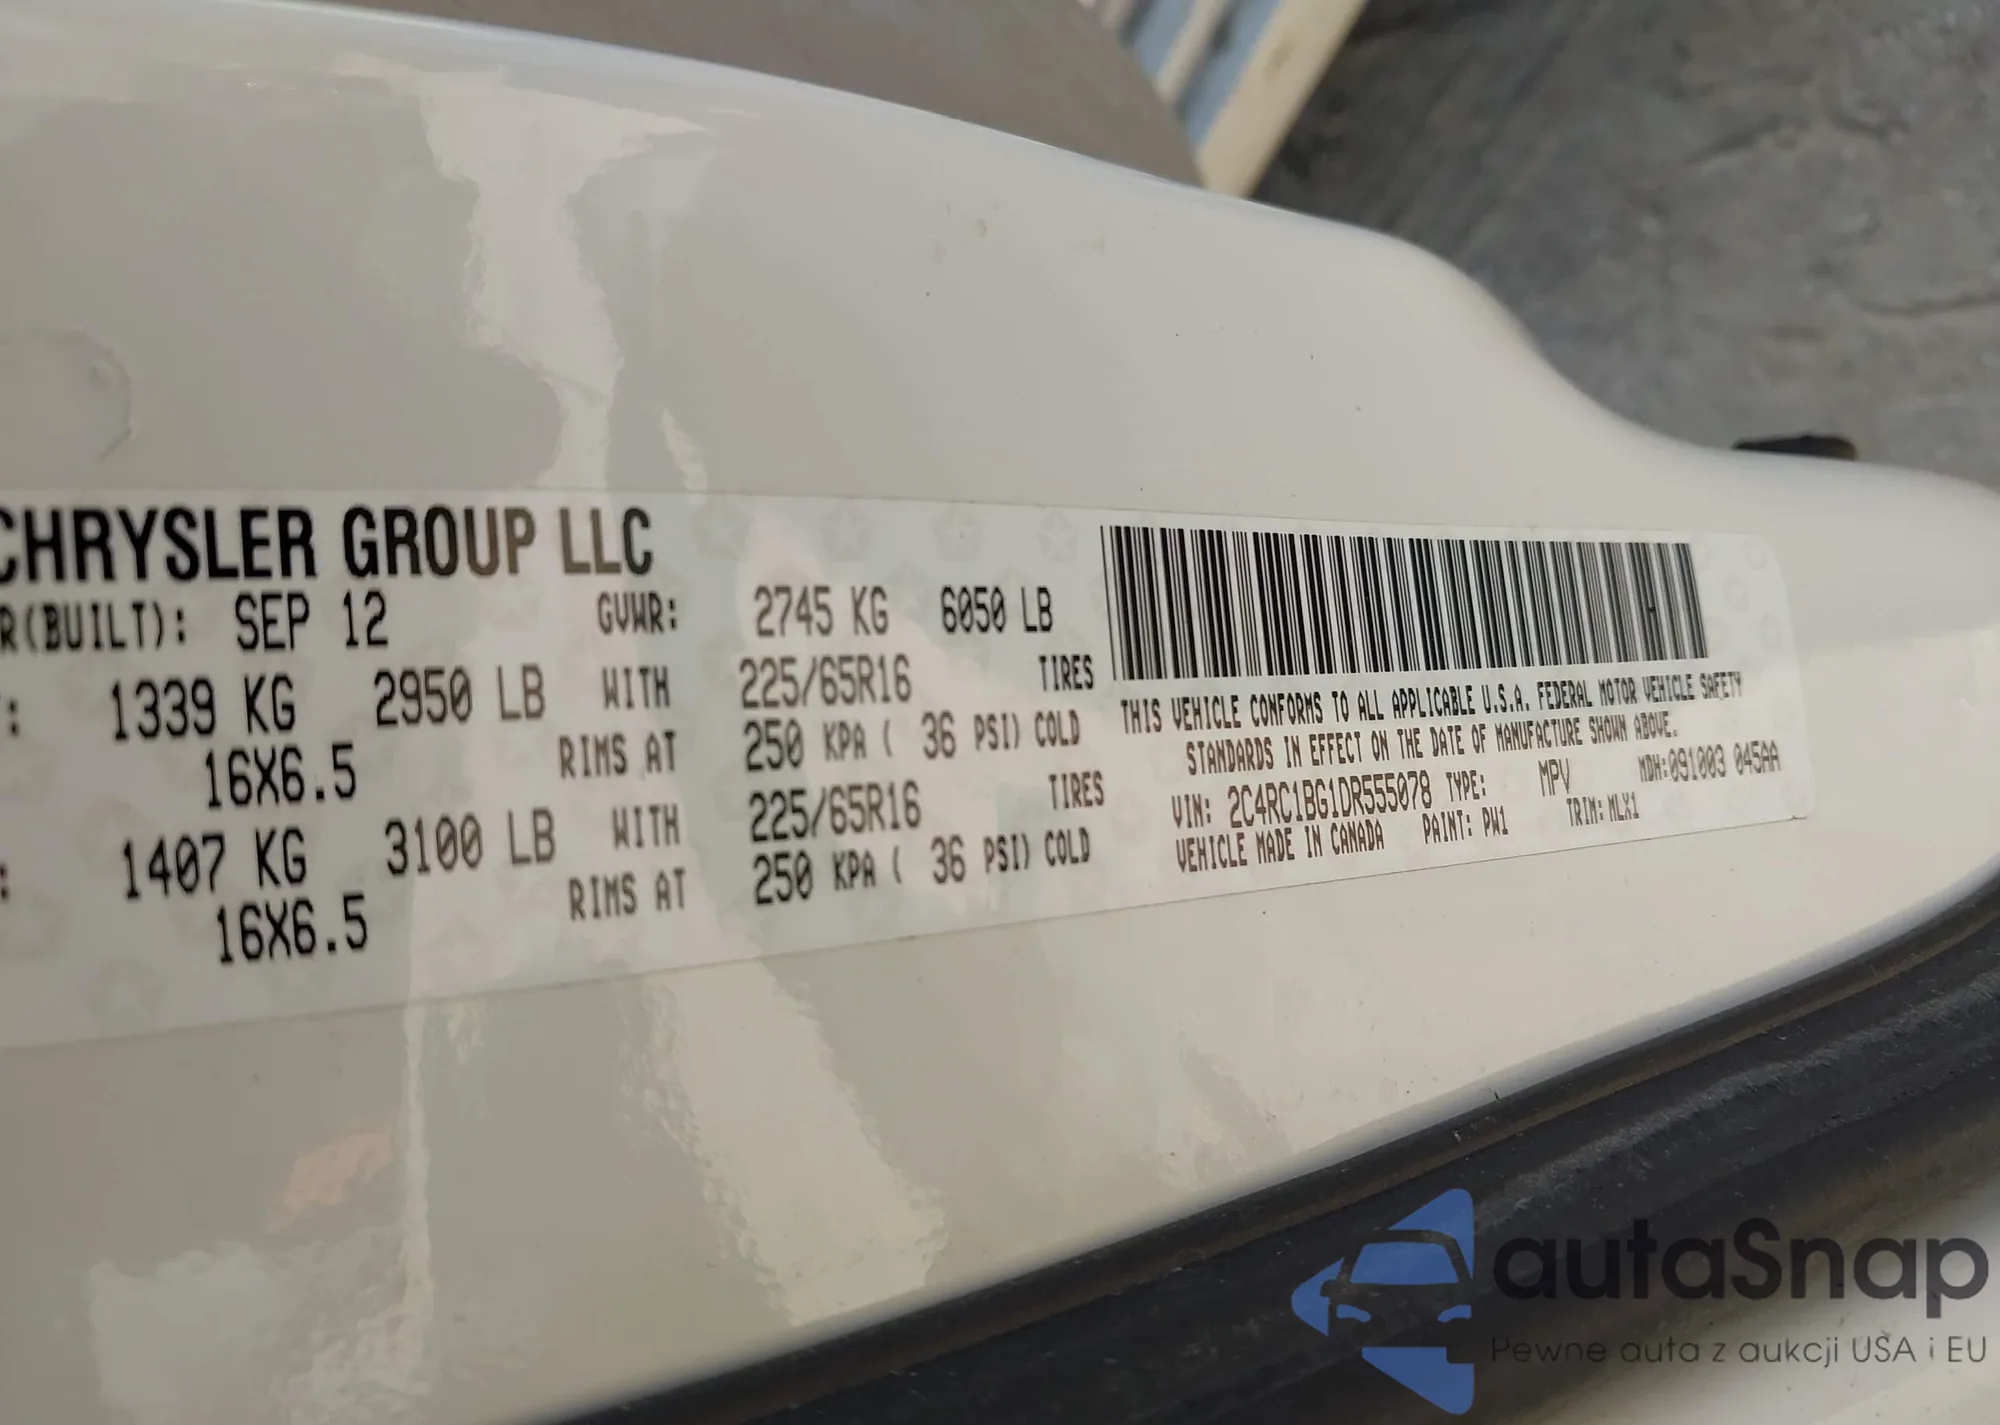 CHRYSLER GROUP LLC
R(BUILT): SEP 12 GVWR: 2745 KG 6050 LB
: 1339 KG 2950 LB WITH 225/65R16 TIRES
16X6.5 RIMS AT 250 KPA ( 36 PSI) COLD
: 1407 KG 3100 LB WITH 225/65R16 TIRES
16X6.5 RIMS AT 250 KPA ( 36 PSI) COLD
THIS VEHICLE CONFORMS TO ALL APPLICABLE U.S.A. FEDERAL MOTOR VEHICLE SAFETY
STANDARDS IN EFFECT ON THE DATE OF MANUFACTURE SHOWN ABOVE.
VIN: 2C4RC1BG1DR555078 TYPE: MPV MDH:091003 045AA
VEHICLE MADE IN CANADA PAINT: PW1 TRIM: MLX1
autaSnap
Pewne auta z aukcji USA i EU